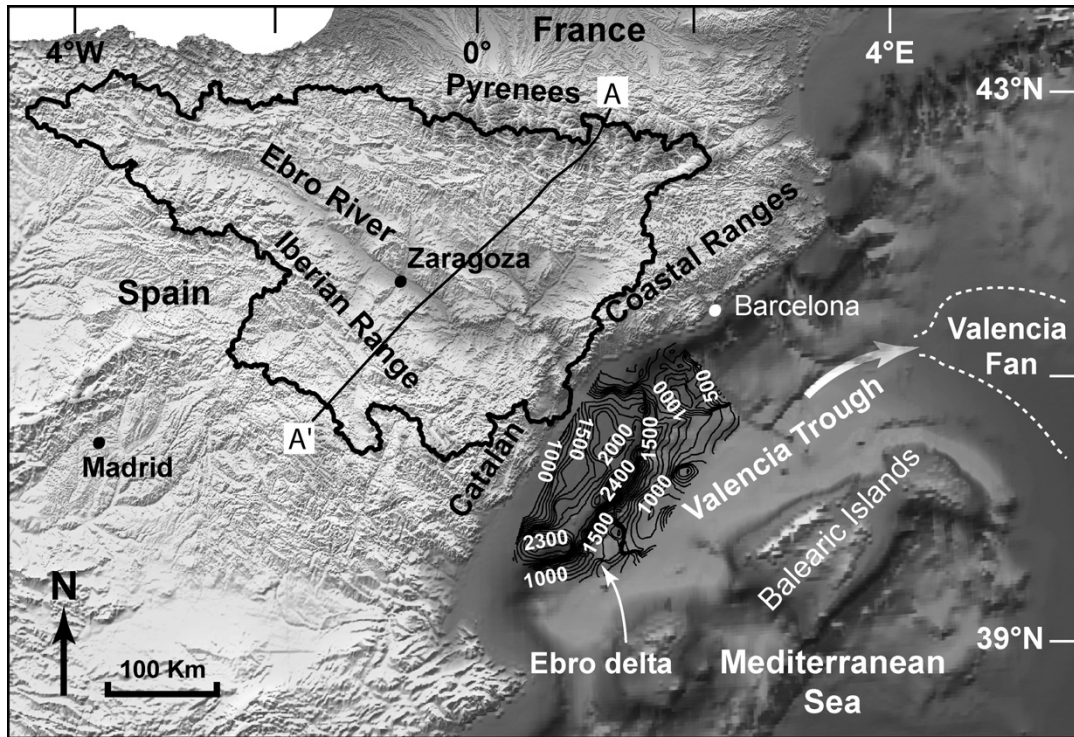 France
4°W
0°
4°E
Pyrenees
A
43°N
Ebro River
Zaragoza
Iberian Range
Spain
Coastal Ranges
Barcelona
Valencia
Fan
A'
Madrid
Catalan
Valencia Trough
Balearic Islands
500
1000
1500
2000
1500
1000
2400
1000
2300
1500
1000
N
100 Km
Ebro delta
39°N
Mediterranean
Sea